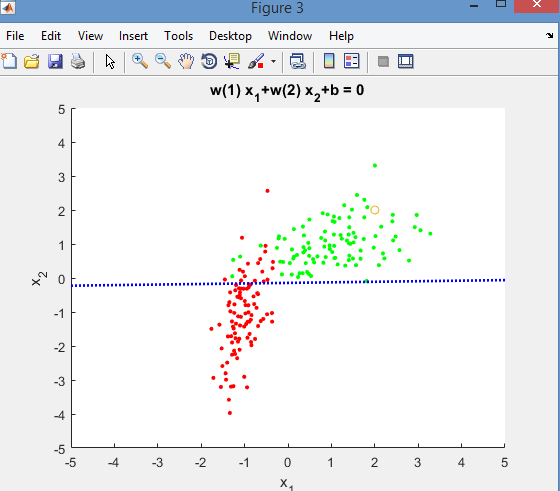 Figure 3
File Edit View Insert Tools Desktop Window Help
w(1) x1+w(2) x2+b = 0
5
4
3
2
1
0
-1
-2
-3
-4
-5
x2
-5 -4 -3 -2 -1 0 1 2 3 4 5
x1